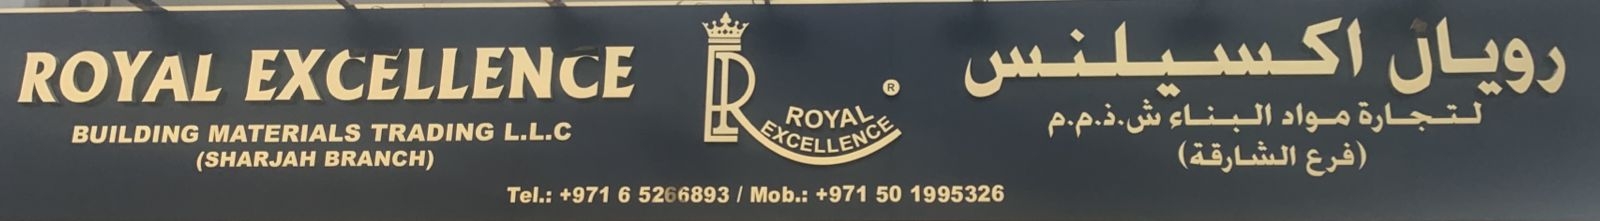 ROYAL EXCELLENCE
BUILDING MATERIALS TRADING L.L.C
(SHARJAH BRANCH)
R
ROYAL
EXCELLENCE
®
رويال اكسيلنس
لتجارة مواد البناء ش.ذ.م.م
(فرع الشارقة)
Tel.: +971 6 5266893 / Mob.: +971 50 1995326